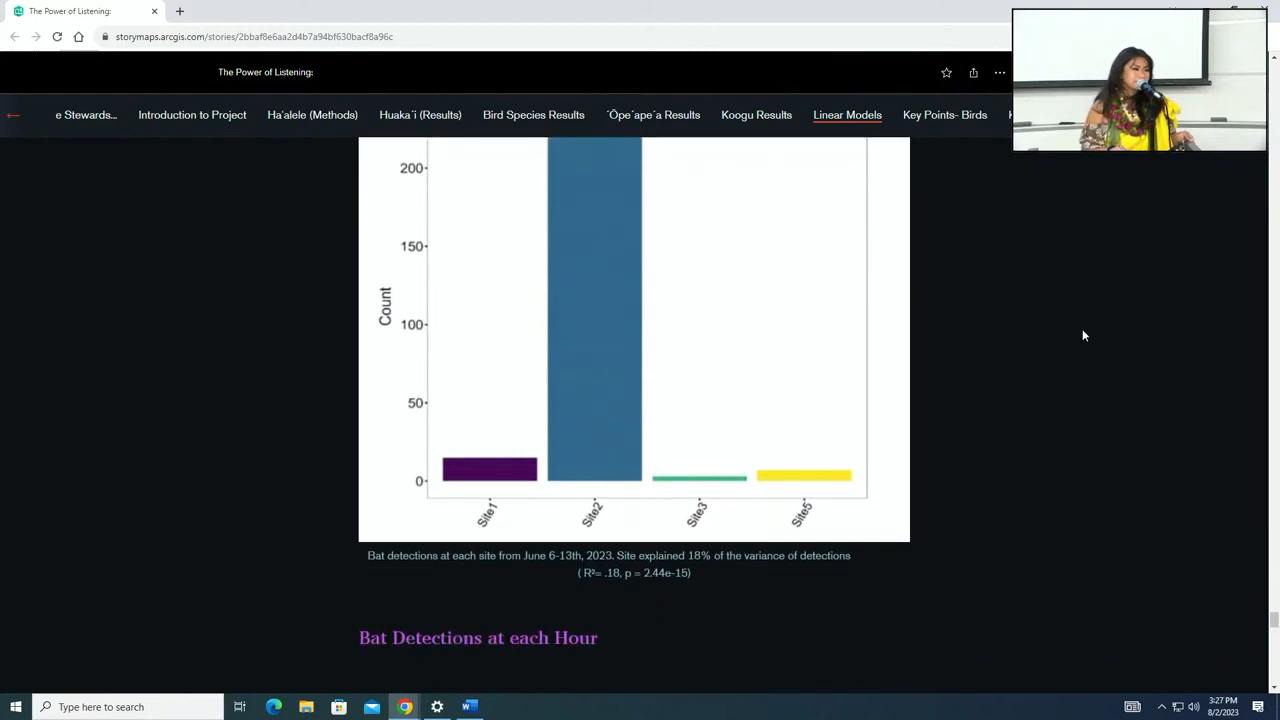 The Power of Listening:
storymaps.arcgis.com/stories/2bbaf8e6aa2d4b7a94bf630bacf8a96c
The Power of Listening:
e Stewards... Introduction to Project Ha'alele (Methods) Huaka´i (Results) Bird Species Results ´Ōpe´ape´a Results Koogu Results Linear Models Key Points- Birds
200
150
100
50
0
Count
Site1 Site2 Site3 Site5
Bat detections at each site from June 6-13th, 2023. Site explained 18% of the variance of detections
( R²= .18, p = 2.44e-15)
Bat Detections at each Hour
Type here to search
3:27 PM
8/2/2023